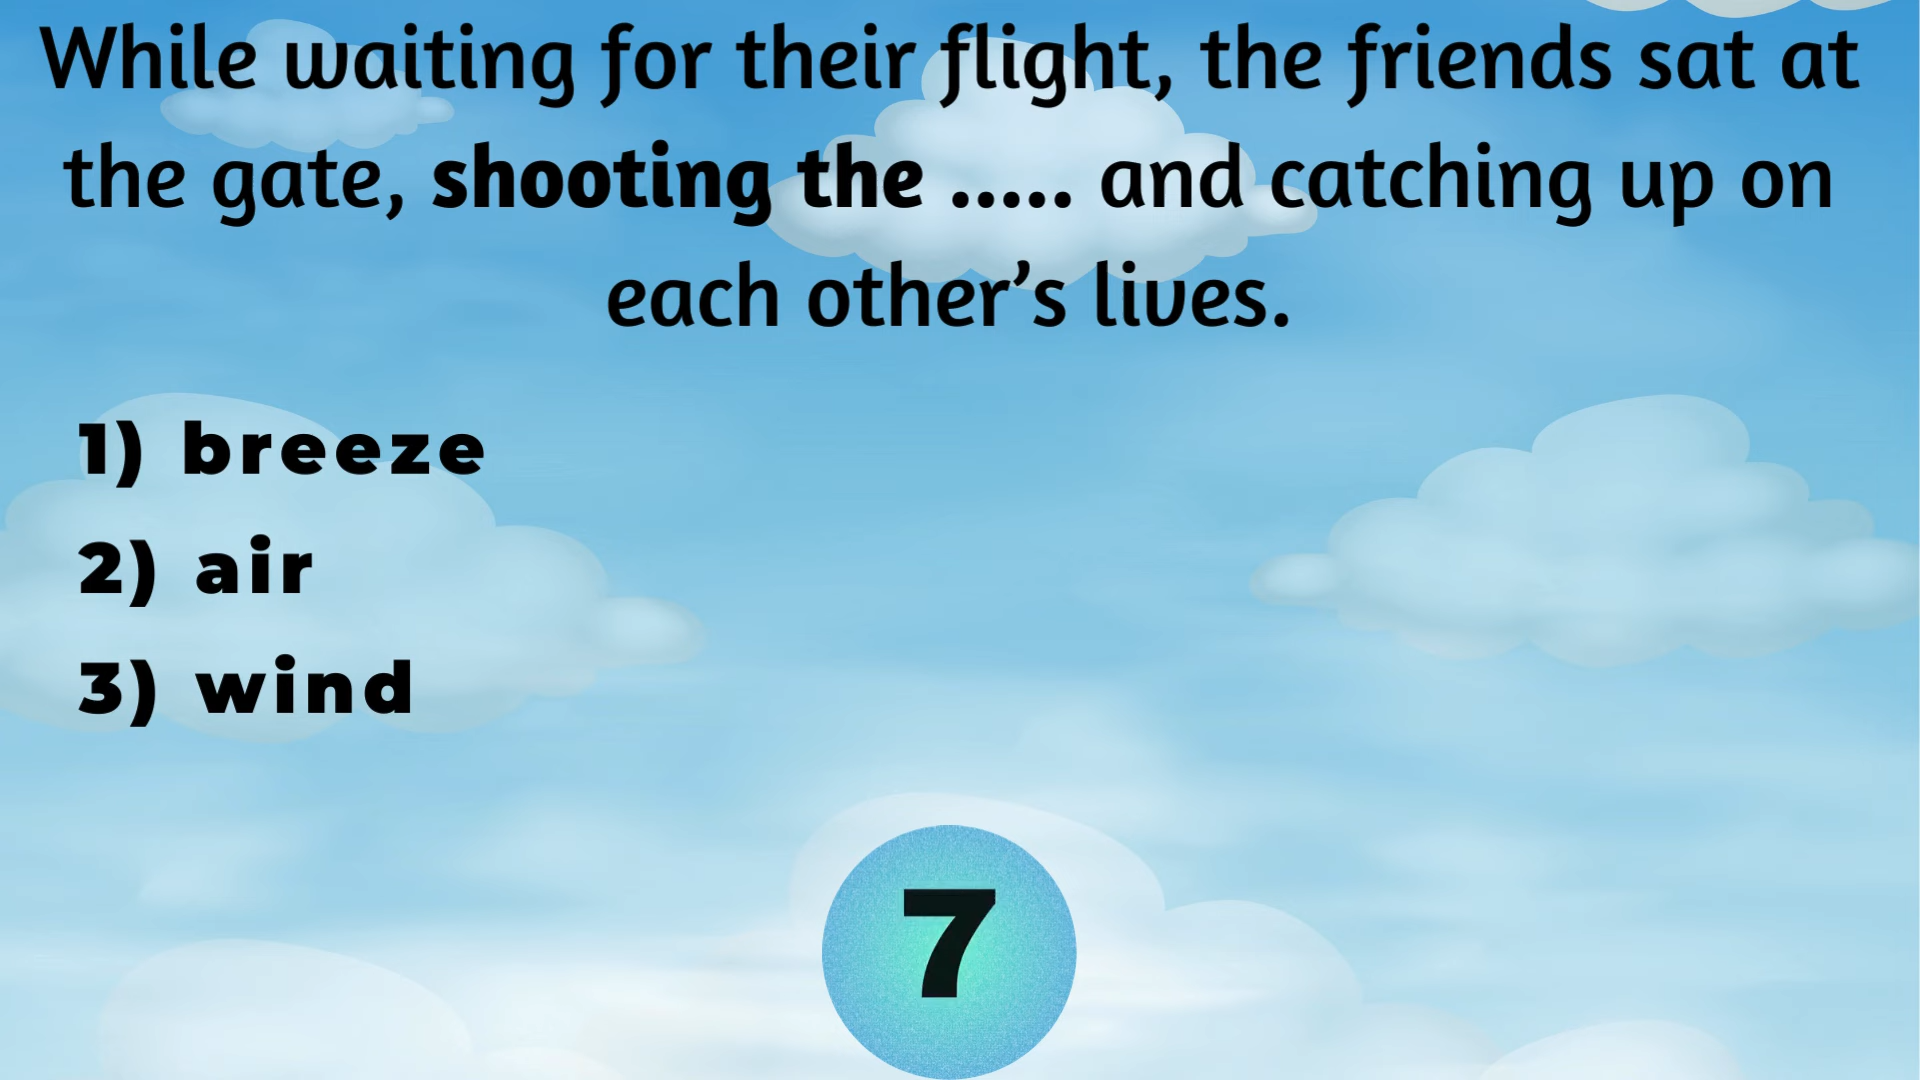 While waiting for their flight, the friends sat at
the gate, shooting the ..... and catching up on
each other’s lives.
1) breeze
2) air
3) wind
7